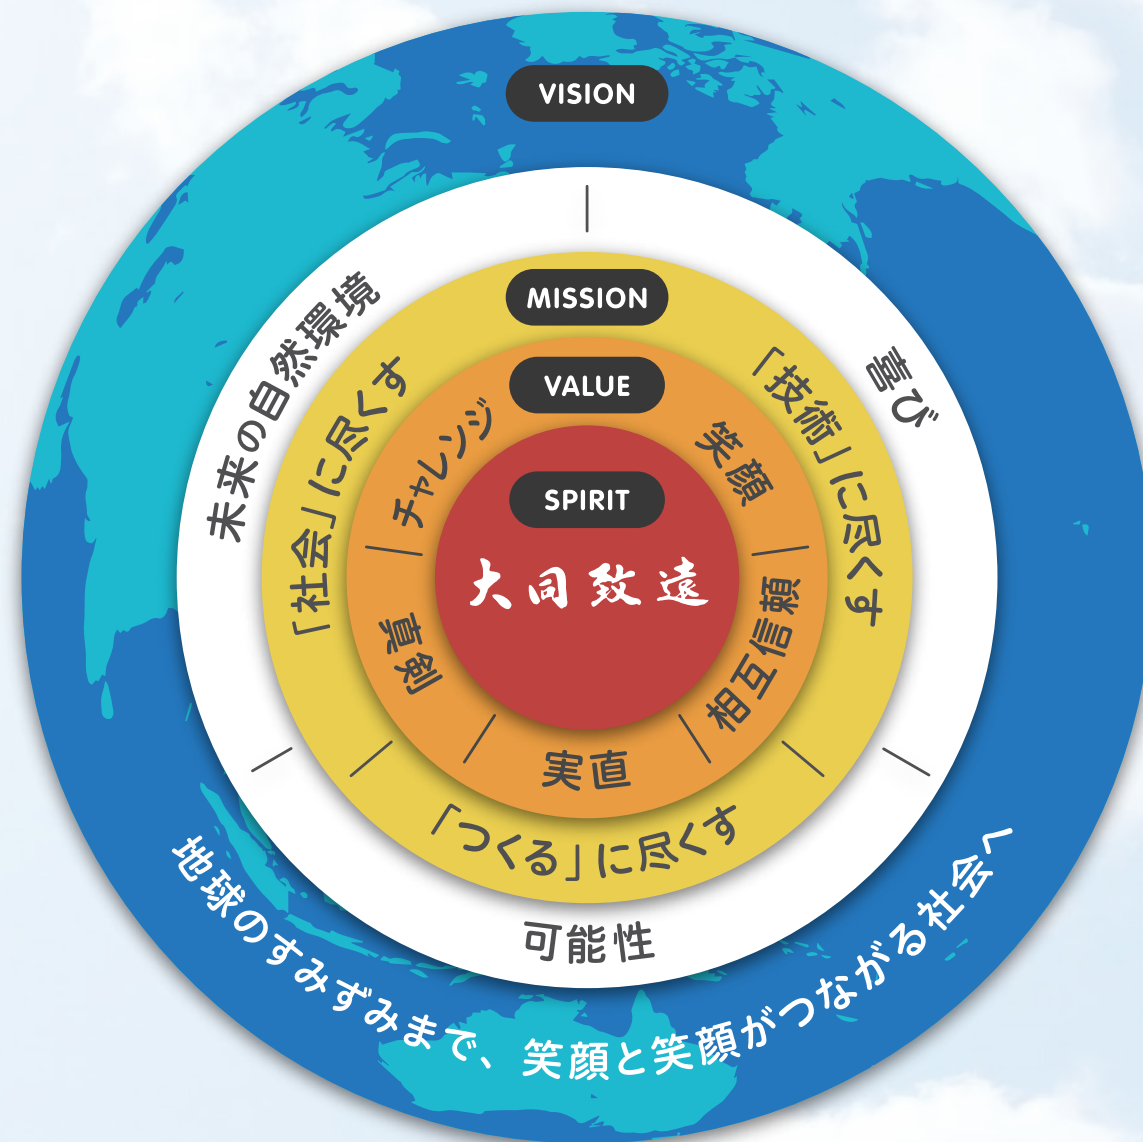 VISION
未来の自然環境
喜び
可能性
MISSION
「社会」に尽くす
「技術」に尽くす
「つくる」に尽くす
VALUE
チャレンジ
笑顔
真剣
相互信頼
実直
SPIRIT
大同致遠
地球のすみずみまで、笑顔と笑顔がつながる社会へ